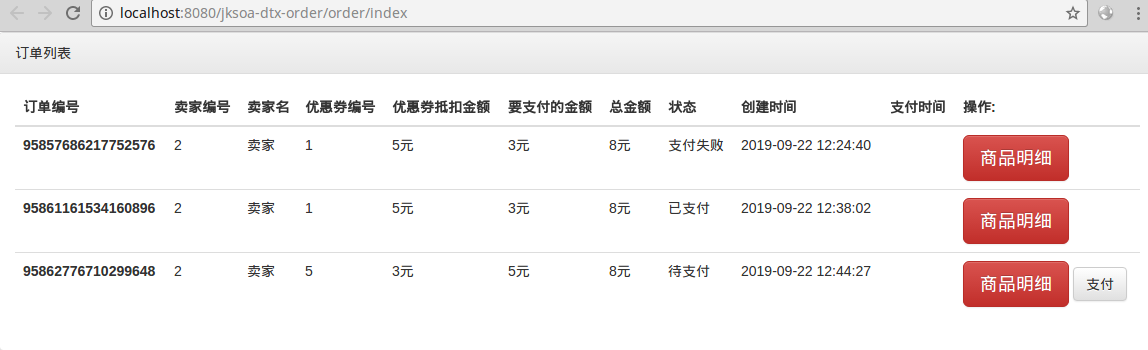 localhost:8080/jksoa-dtx-order/order/index
订单列表
订单编号 卖家编号 卖家名 优惠券编号 优惠券抵扣金额 要支付的金额 总金额 状态 创建时间 支付时间 操作:
95857686217752576 2 卖家 1 5元 3元 8元 支付失败 2019-09-22 12:24:40 商品明细
95861161534160896 2 卖家 1 5元 3元 8元 已支付 2019-09-22 12:38:02 商品明细
95862776710299648 2 卖家 5 3元 5元 8元 待支付 2019-09-22 12:44:27 商品明细 支付